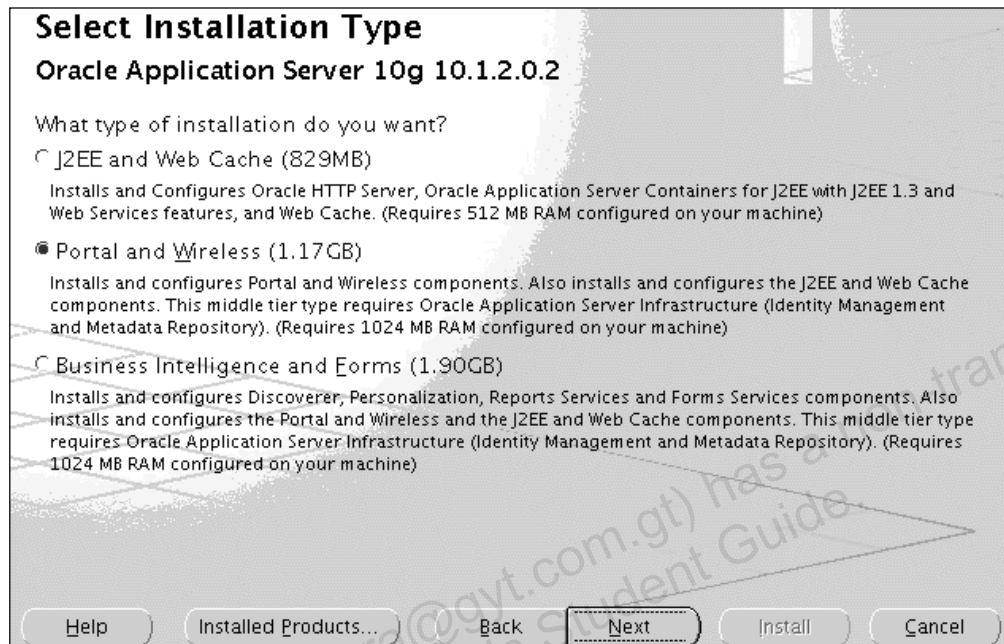 Select Installation Type
Oracle Application Server 10g 10.1.2.0.2
What type of installation do you want?
J2EE and Web Cache (829MB)
Installs and Configures Oracle HTTP Server, Oracle Application Server Containers for J2EE with J2EE 1.3 and
Web Services features, and Web Cache. (Requires 512 MB RAM configured on your machine)
Portal and Wireless (1.17GB)
Installs and configures Portal and Wireless components. Also installs and configures the J2EE and Web Cache
components. This middle tier type requires Oracle Application Server Infrastructure (Identity Management
and Metadata Repository). (Requires 1024 MB RAM configured on your machine)
Business Intelligence and Forms (1.90GB)
Installs and configures Discoverer, Personalization, Reports Services and Forms Services components. Also
installs and configures the Portal and Wireless and the J2EE and Web Cache components. This middle tier type
requires Oracle Application Server Infrastructure (Identity Management and Metadata Repository). (Requires
1024 MB RAM configured on your machine)
@gyt.com.gt) has a non
Student Guide.
Help Installed Products... Back Next Install Cancel